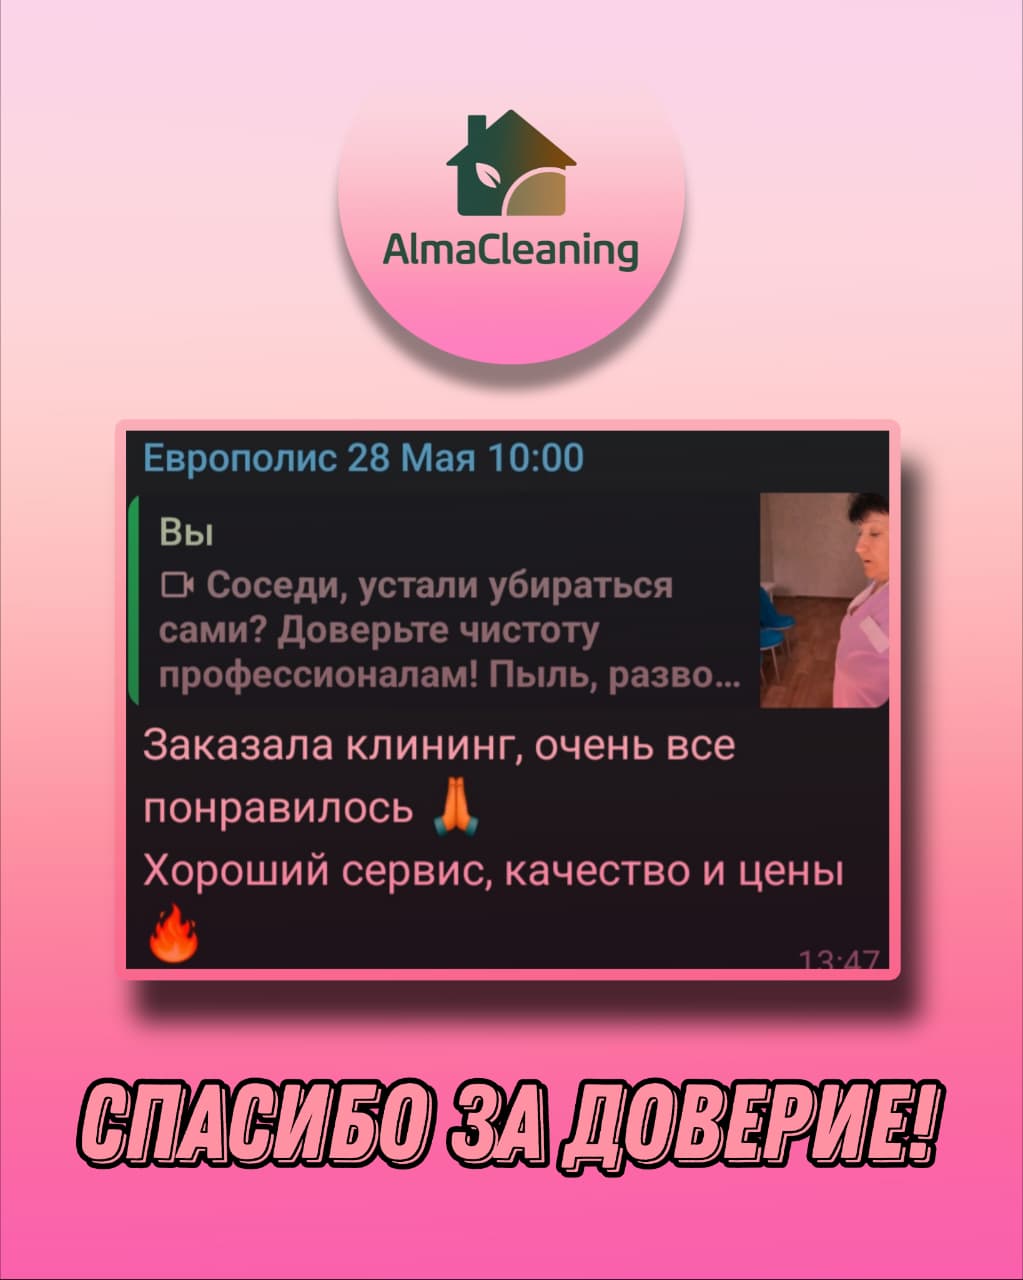 AlmaCleaning
Европолис 28 Мая 10:00
Вы
Соседи, устали убираться
сами? Доверьте чистоту
профессионалам! Пыль, разво...
Заказала клининг, очень все
понравилось 🙏
Хороший сервис, качество и цены
🔥
13:47
СПАСИБО ЗА ДОВЕРИЕ!